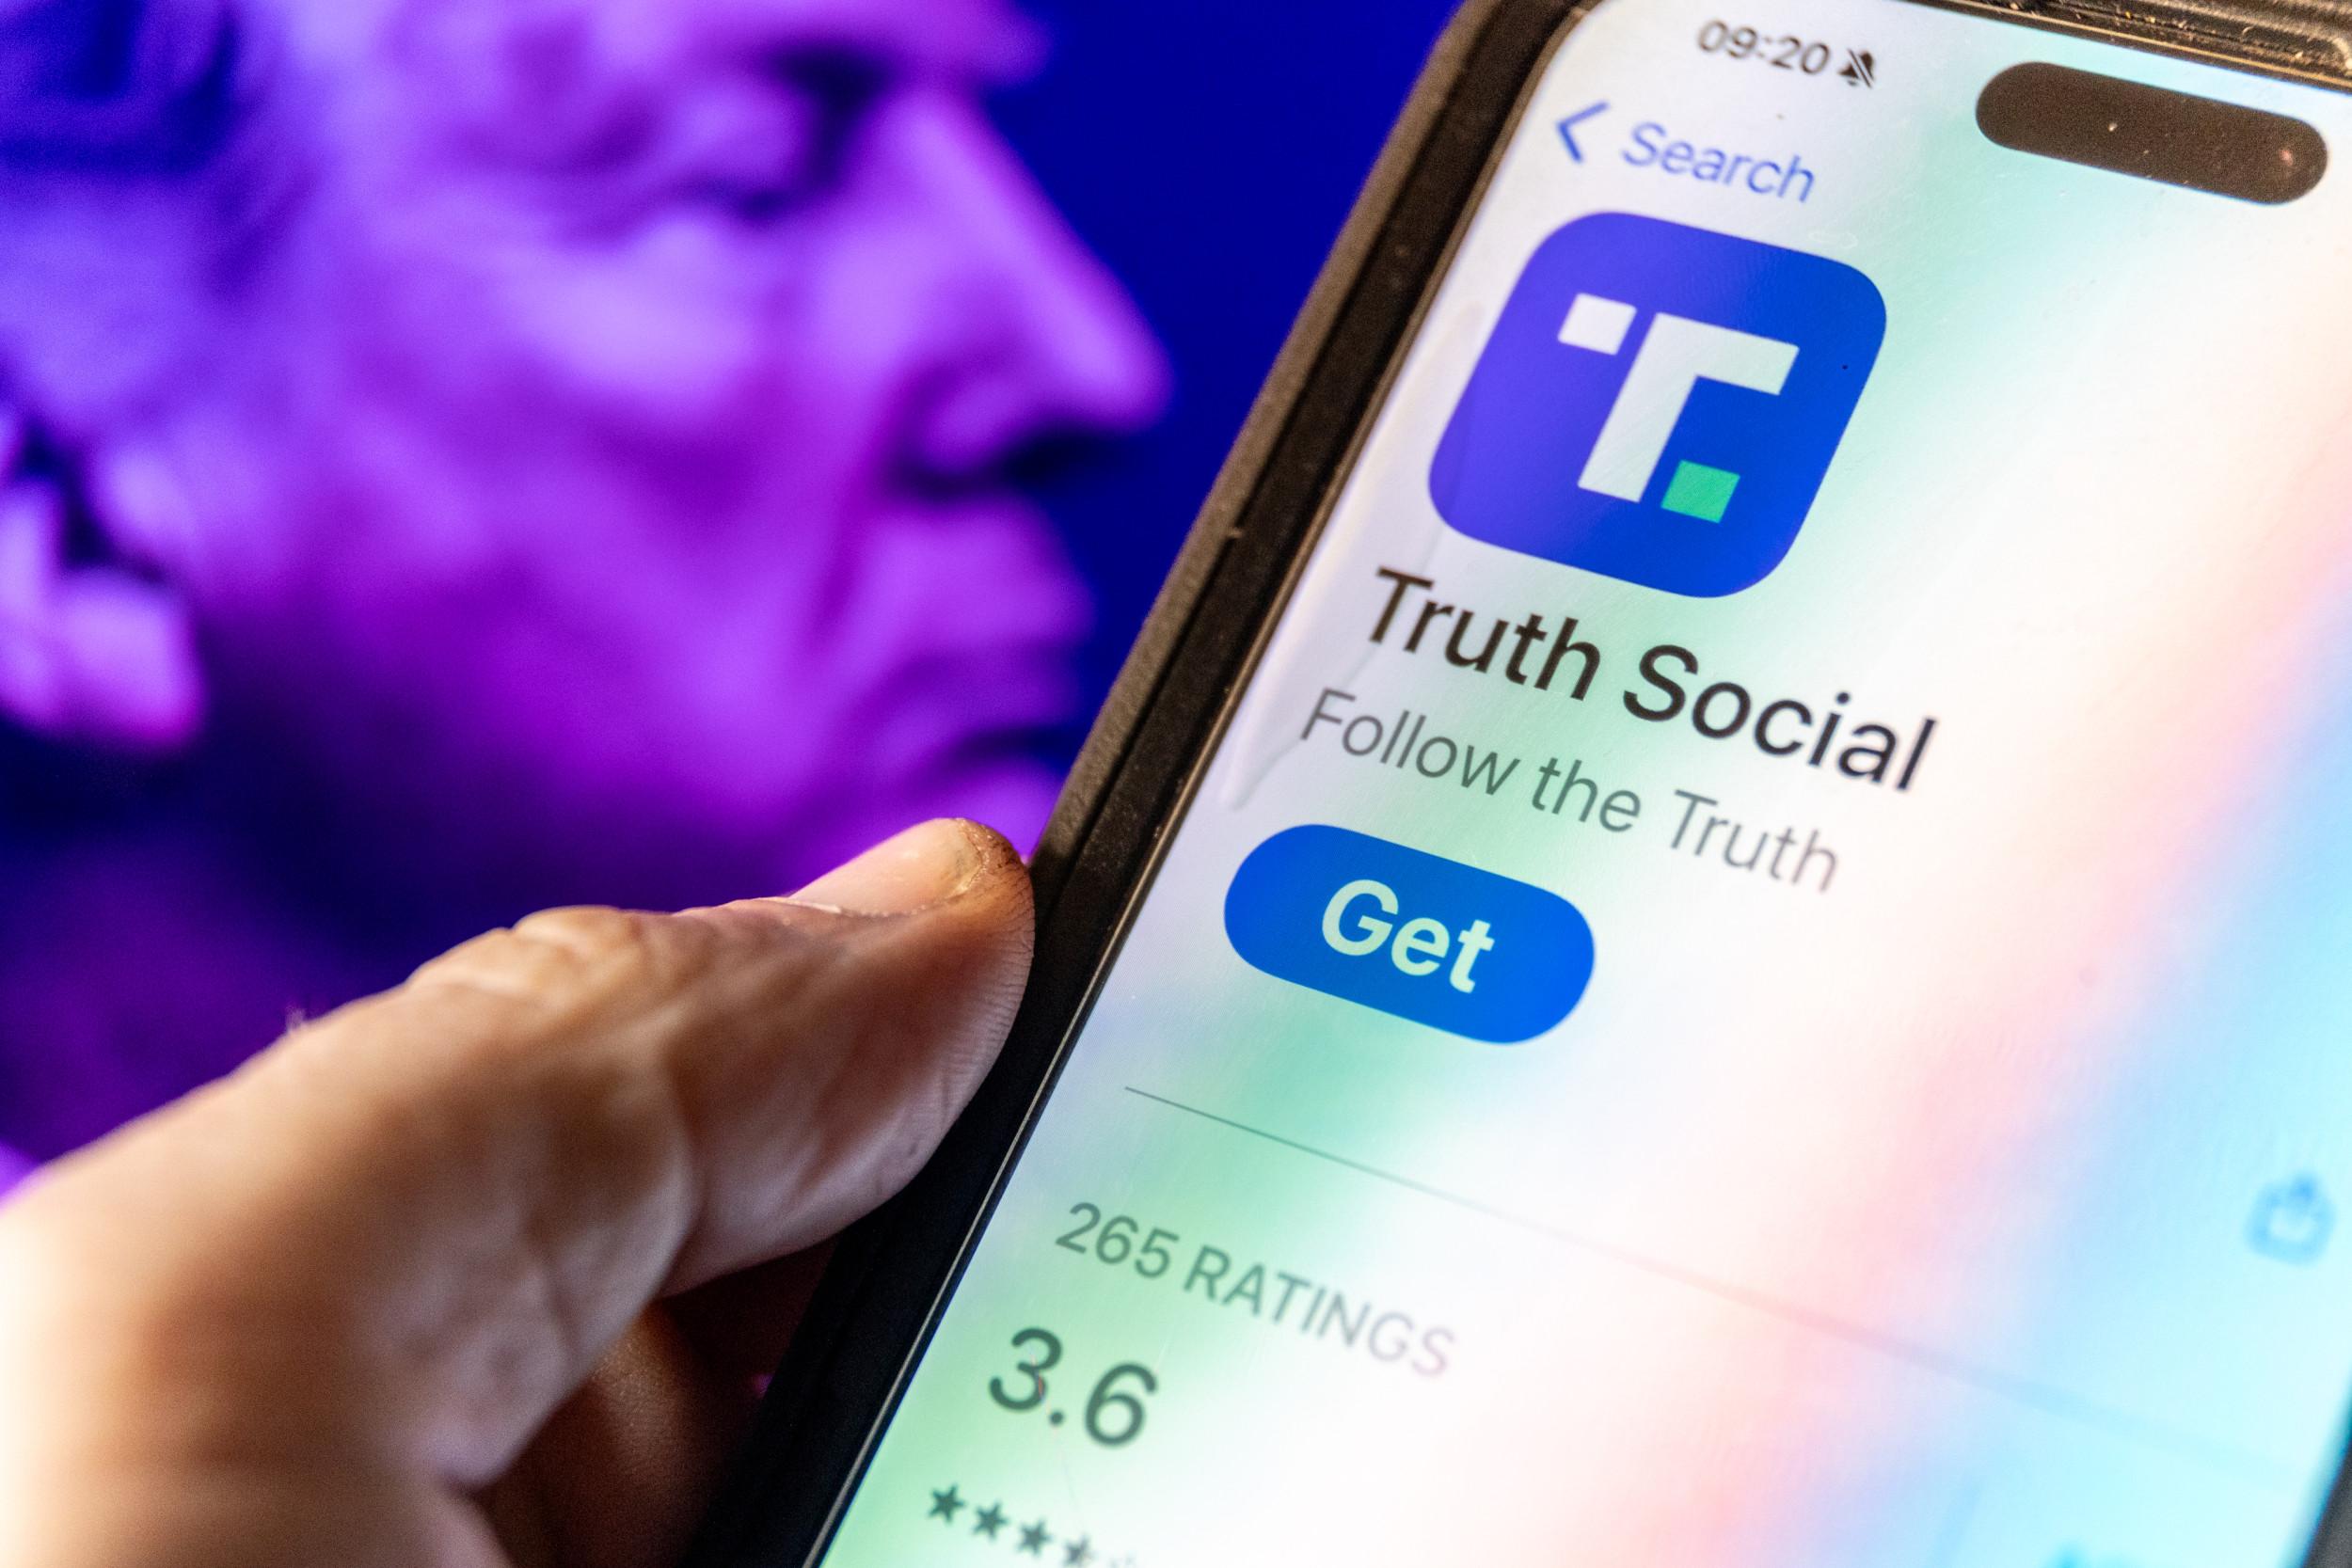 09:20
Search
T.
Truth Social
Follow the Truth
Get
265 RATINGS
3.6